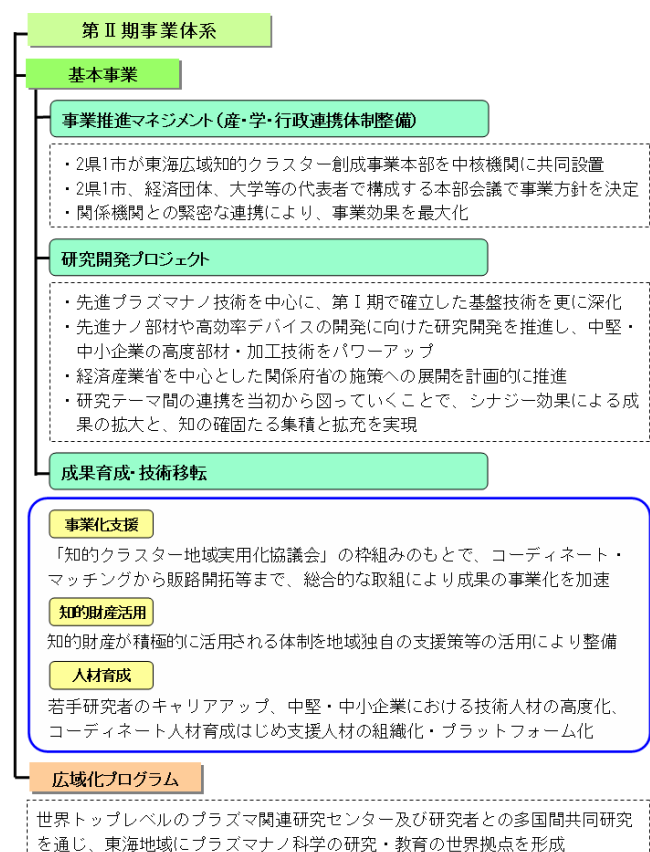 第Ⅱ期事業体系
基本事業
事業推進マネジメント（産・学・行政連携体制整備）
・2県1市が東海広域知的クラスター創成事業本部を中核機関に共同設置
・2県1市、経済団体、大学等の代表者で構成する本部会議で事業方針を決定
・関係機関との緊密な連携により、事業効果を最大化
研究開発プロジェクト
・先進プラズマナノ技術を中心に、第Ⅰ期で確立した基盤技術を更に深化
・先進ナノ部材や高効率デバイスの開発に向けた研究開発を推進し、中堅・
中小企業の高度部材・加工技術をパワーアップ
・経済産業省を中心とした関係府省の施策への展開を計画的に推進
・研究テーマ間の連携を当初から図っていくことで、シナジー効果による成
果の拡大と、知の確固たる集積と拡充を実現
成果育成・技術移転
事業化支援
「知的クラスター地域実用化協議会」の枠組みのもとで、コーディネート・
マッチングから販路開拓等まで、総合的な取組により成果の事業化を加速
知的財産活用
知的財産が積極的に活用される体制を地域独自の支援策等の活用により整備
人材育成
若手研究者のキャリアアップ、中堅・中小企業における技術人材の高度化、
コーディネート人材育成はじめ支援人材の組織化・プラットフォーム化
広域化プログラム
世界トップレベルのプラズマ関連研究センター及び研究者との多国間共同研究
を通じ、東海地域にプラズマナノ科学の研究・教育の世界拠点を形成